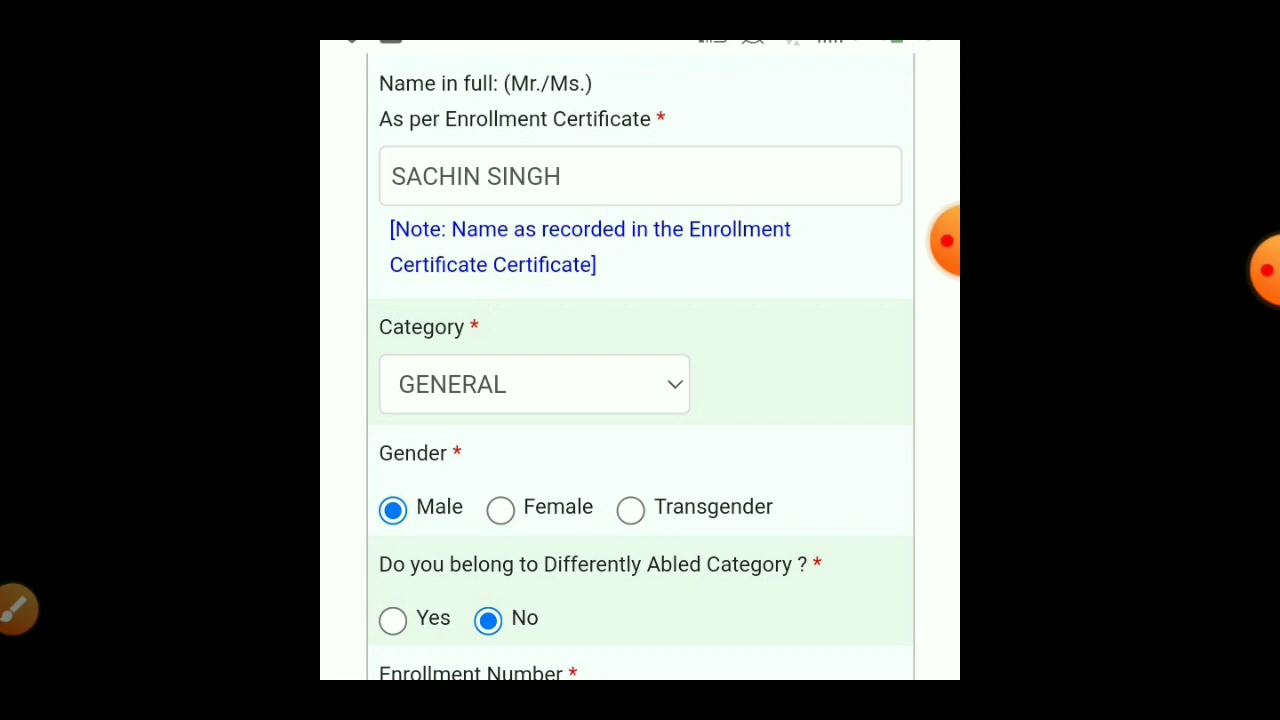 Name in full: (Mr./Ms.)
As per Enrollment Certificate *
SACHIN SINGH
[Note: Name as recorded in the Enrollment
Certificate Certificate]
Category *
GENERAL
Gender *
Male Female Transgender
Do you belong to Differently Abled Category ? *
Yes No
Enrollment Number *